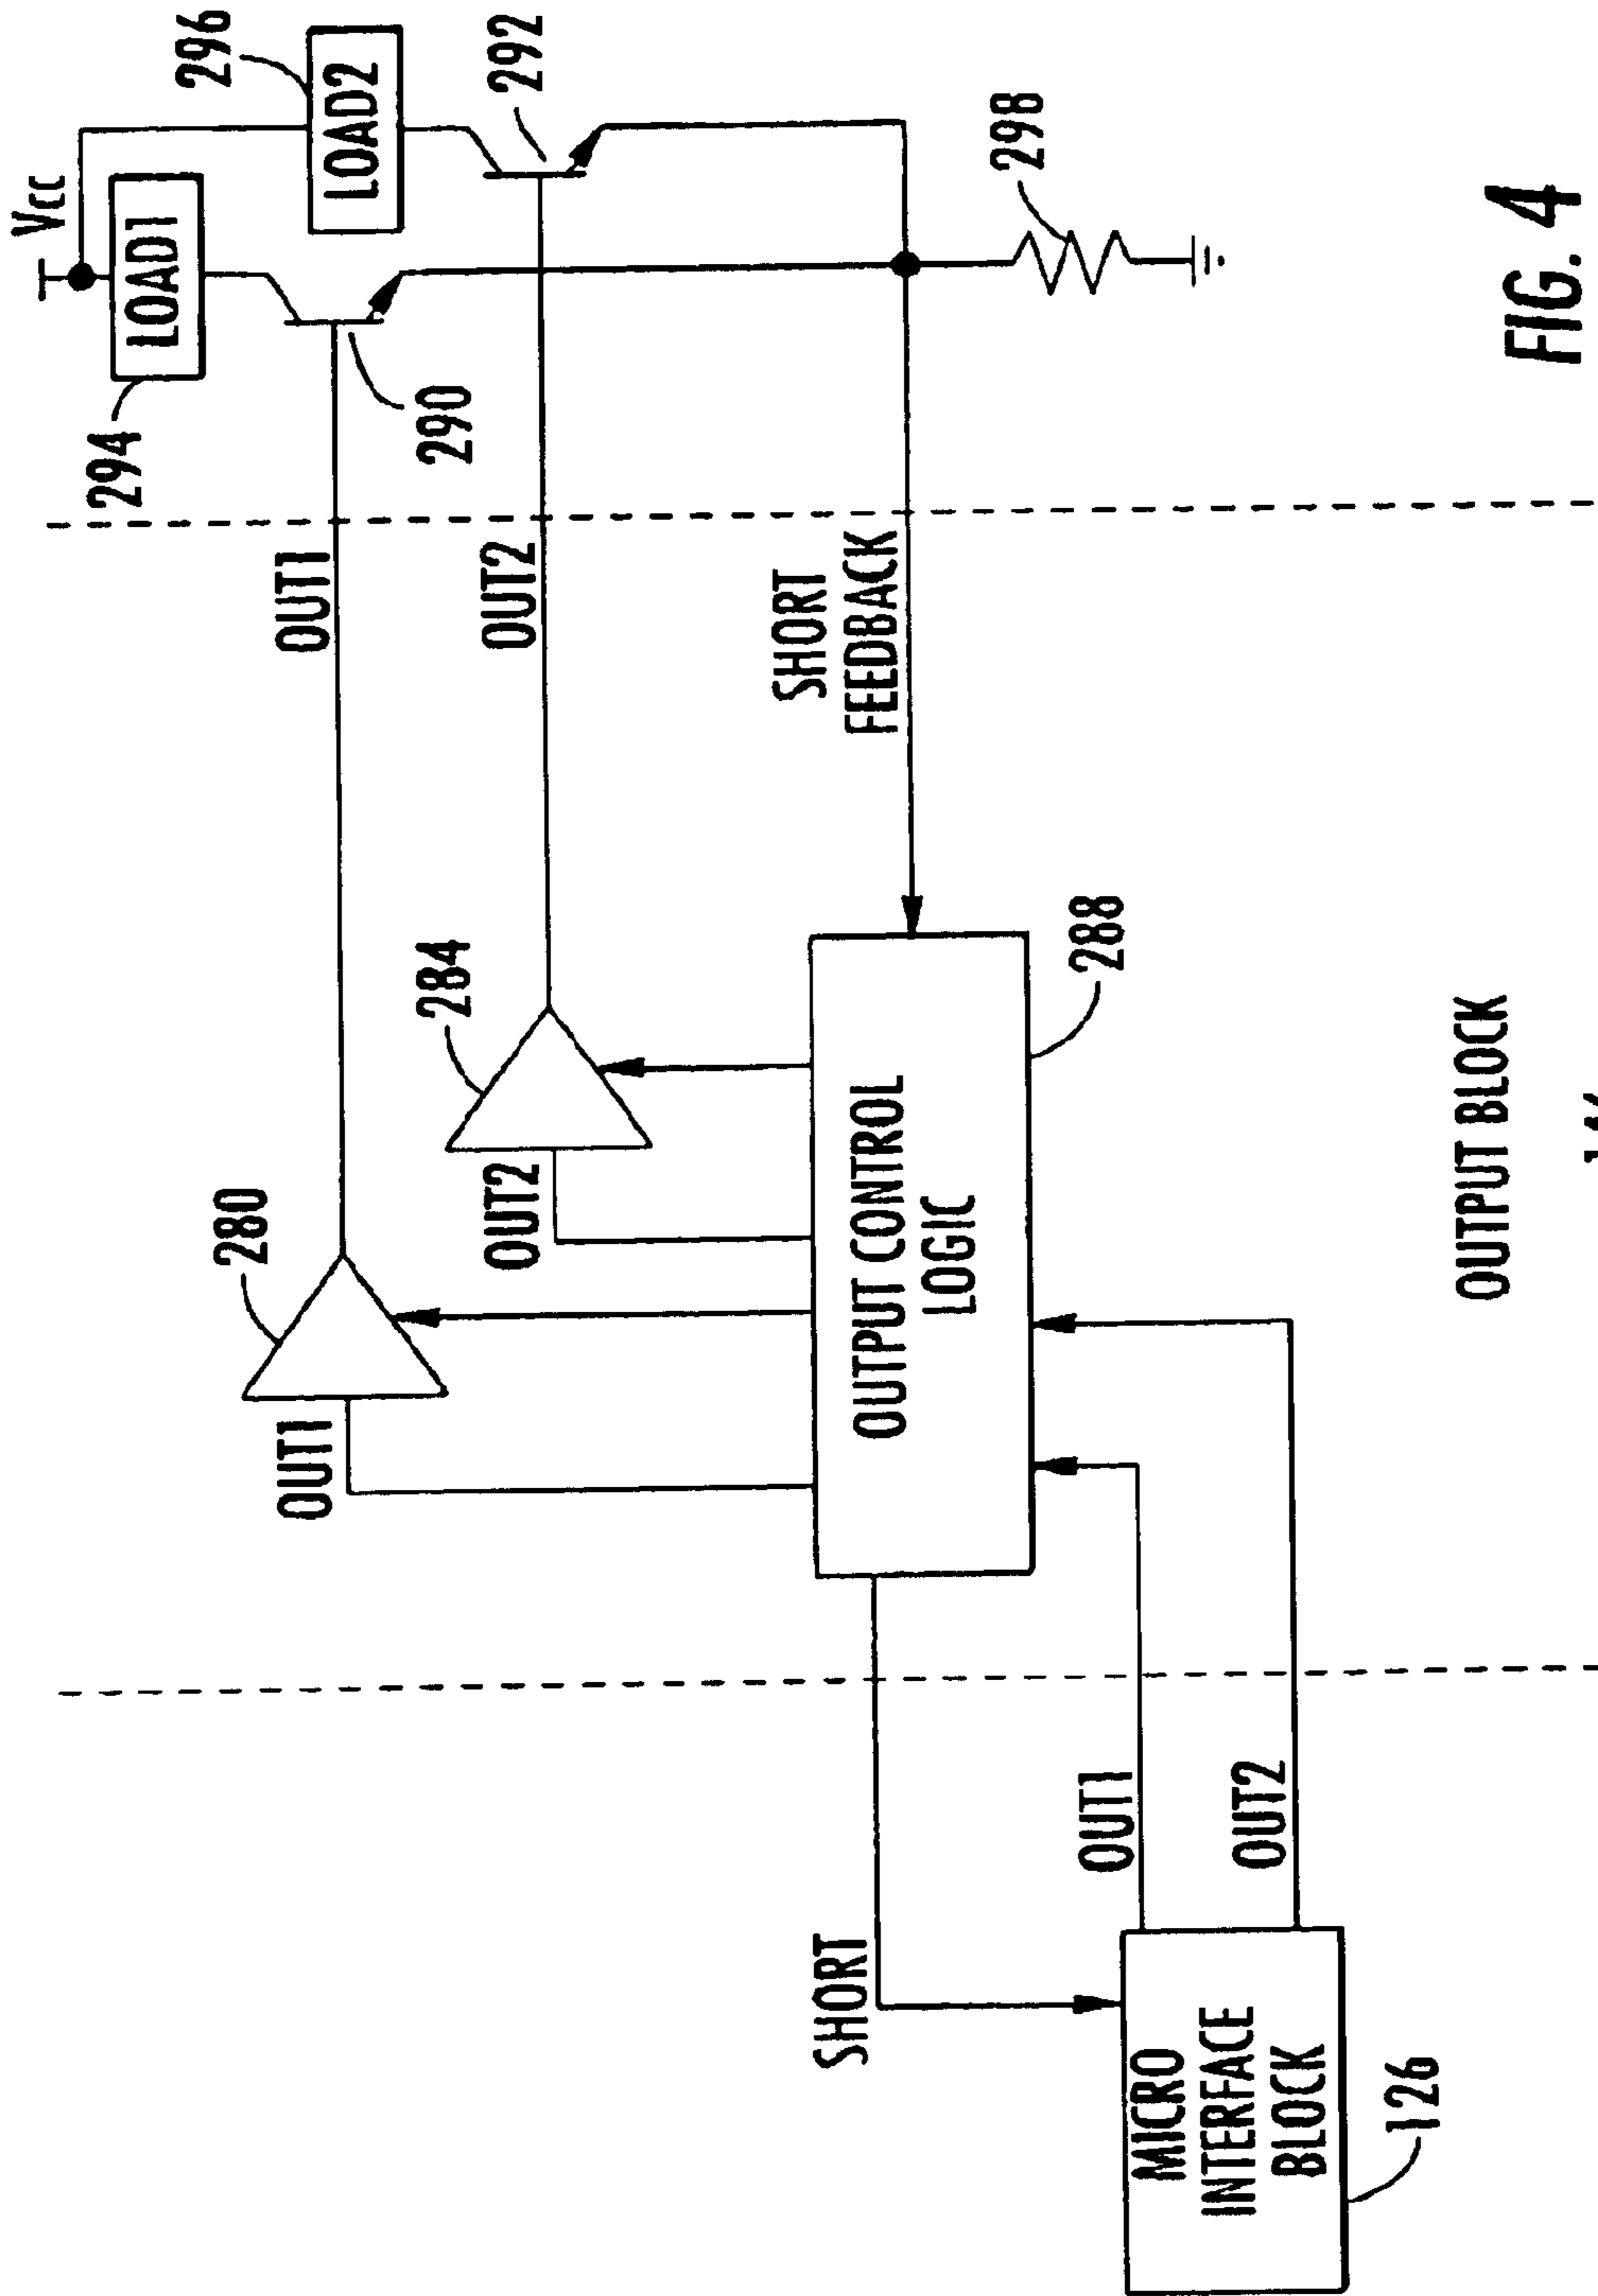 Vcc
294
LOAD1
296
LOAD2
290
292
OUT1
OUT2
280
OUT1
284
OUT2
SHORT
FEEDBACK
298
OUTPUT CONTROL
LOGIC
288
SHORT
OUT1
OUT2
MICRO
INTERFACE
BLOCK
126
OUTPUT BLOCK
FIG. 4